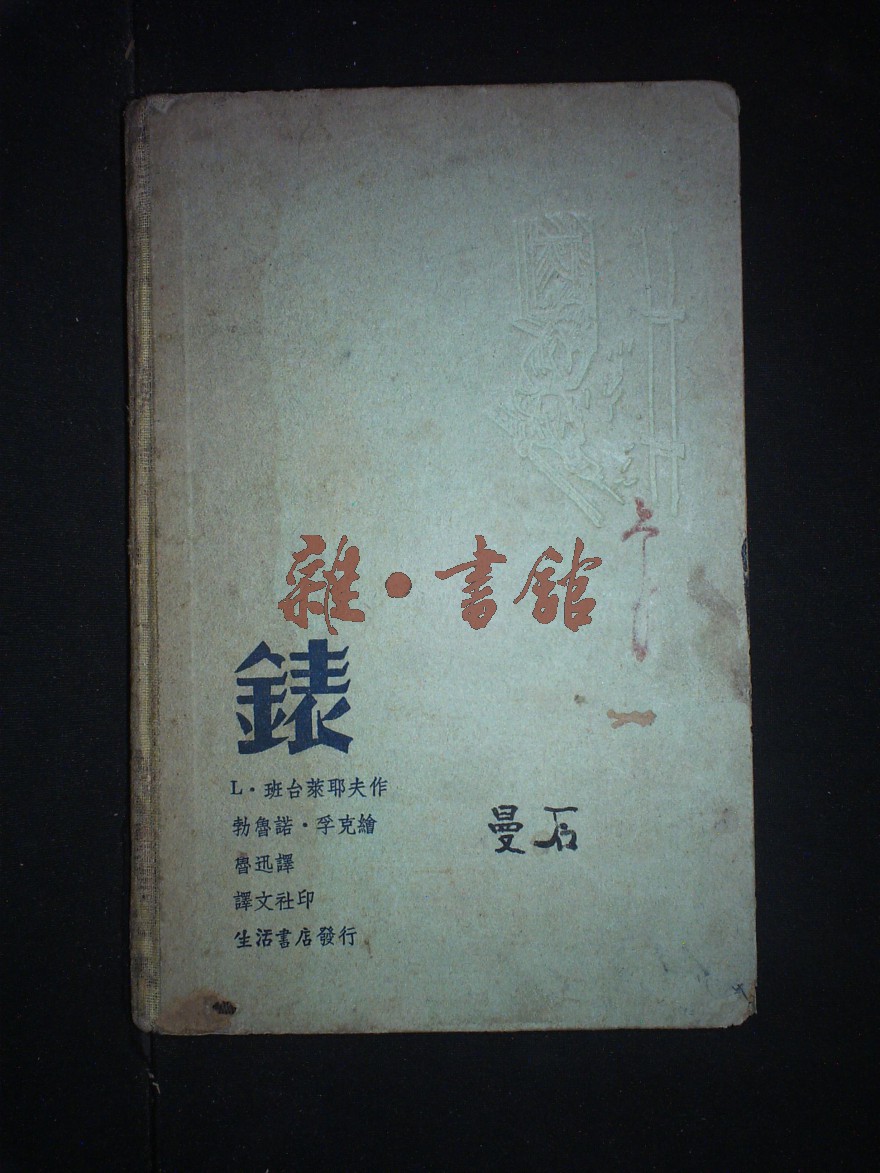 雜·書舘
錶
L·班台萊耶夫作
勃魯諾·孚克繪
魯迅譯
譯文社印
生活書店發行
曼石